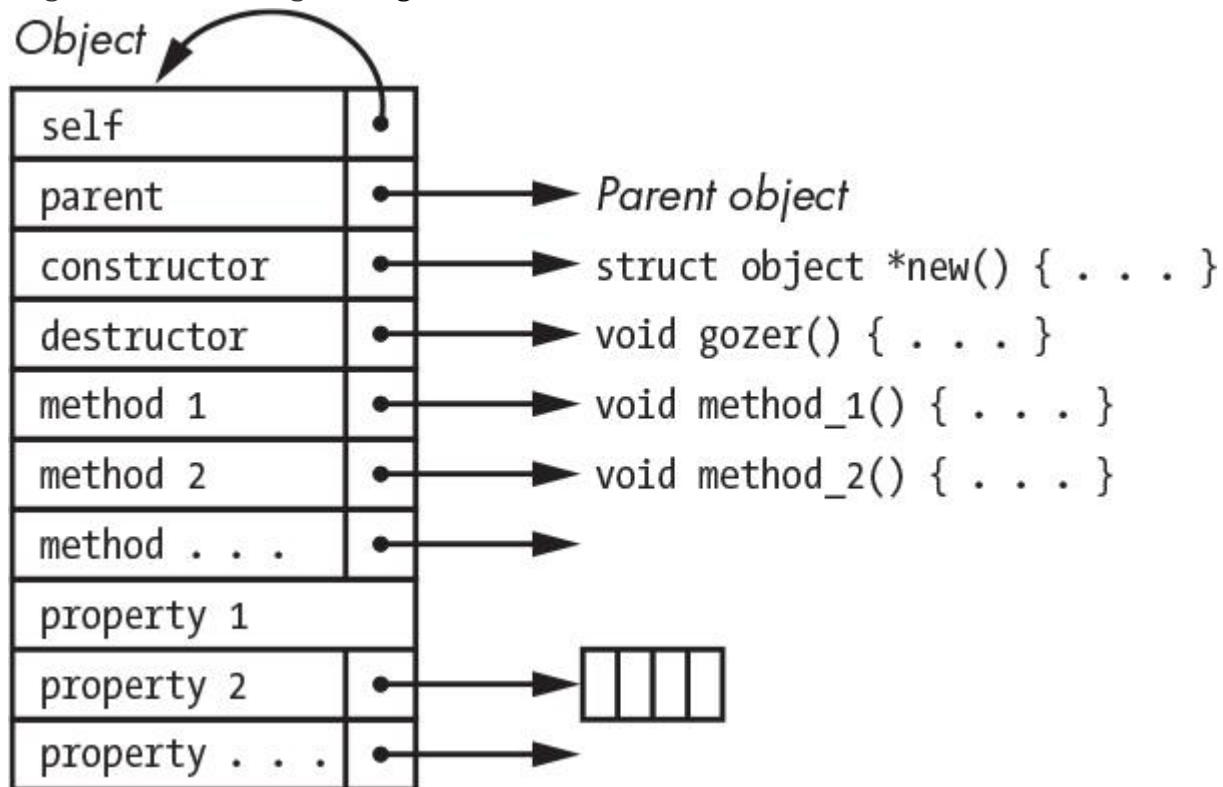 Object
self
parent
Parent object
constructor
struct object *new() { . . . }
destructor
void gozer() { . . . }
method 1
void method_1() { . . . }
method 2
void method_2() { . . . }
method . . .
property 1
property 2
property . . .